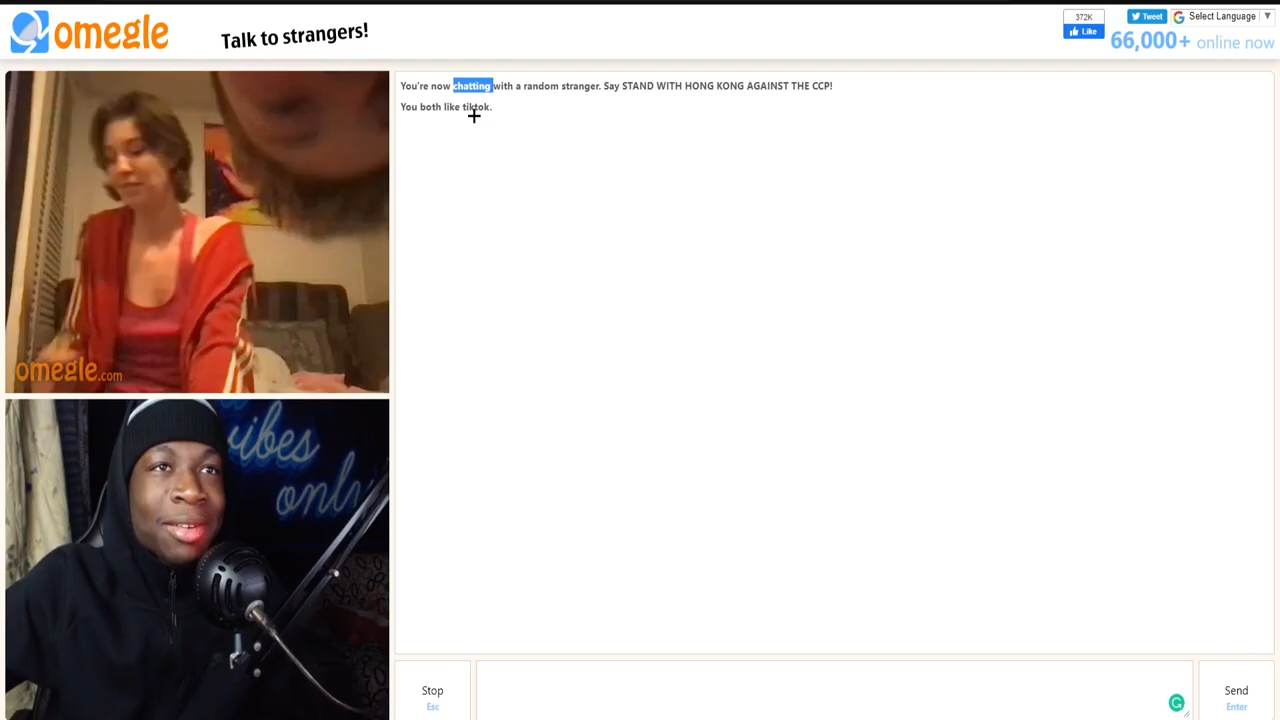 omegle
Talk to strangers!
372K
Like
Tweet
Select Language ▼
66,000+ online now
You're now chatting with a random stranger. Say STAND WITH HONG KONG AGAINST THE CCP!
You both like tiktok.
omegle.com
vibes
only
Stop
Esc
Send
Enter